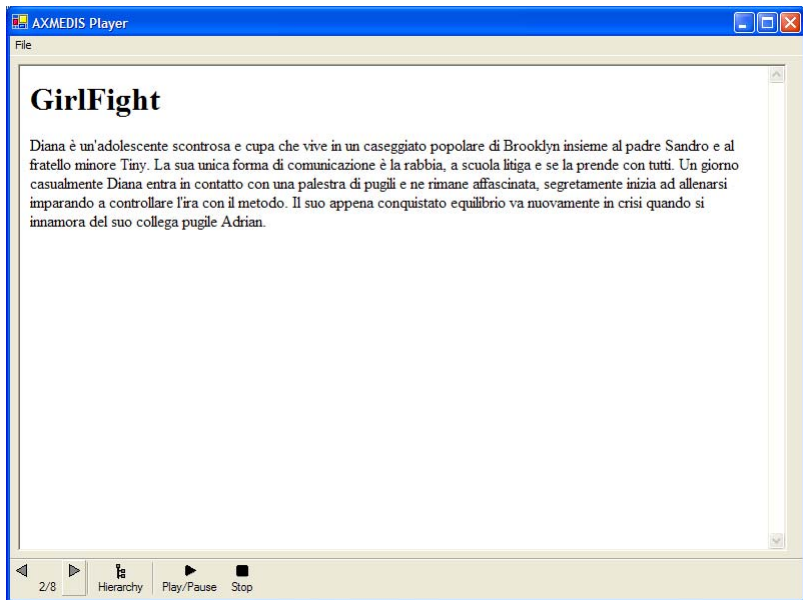 AXMEDIS Player
File
GirlFight
Diana è un'adolescente scontrosa e cupa che vive in un caseggiato popolare di Brooklyn insieme al padre Sandro e al
fratello minore Tiny. La sua unica forma di comunicazione è la rabbia, a scuola litiga e se la prende con tutti. Un giorno
casualmente Diana entra in contatto con una palestra di pugili e ne rimane affascinata, segretamente inizia ad allenarsi
imparando a controllare l'ira con il metodo. Il suo appena conquistato equilibrio va nuovamente in crisi quando si
innamora del suo collega pugile Adrian.
2/8 Hierarchy Play/Pause Stop